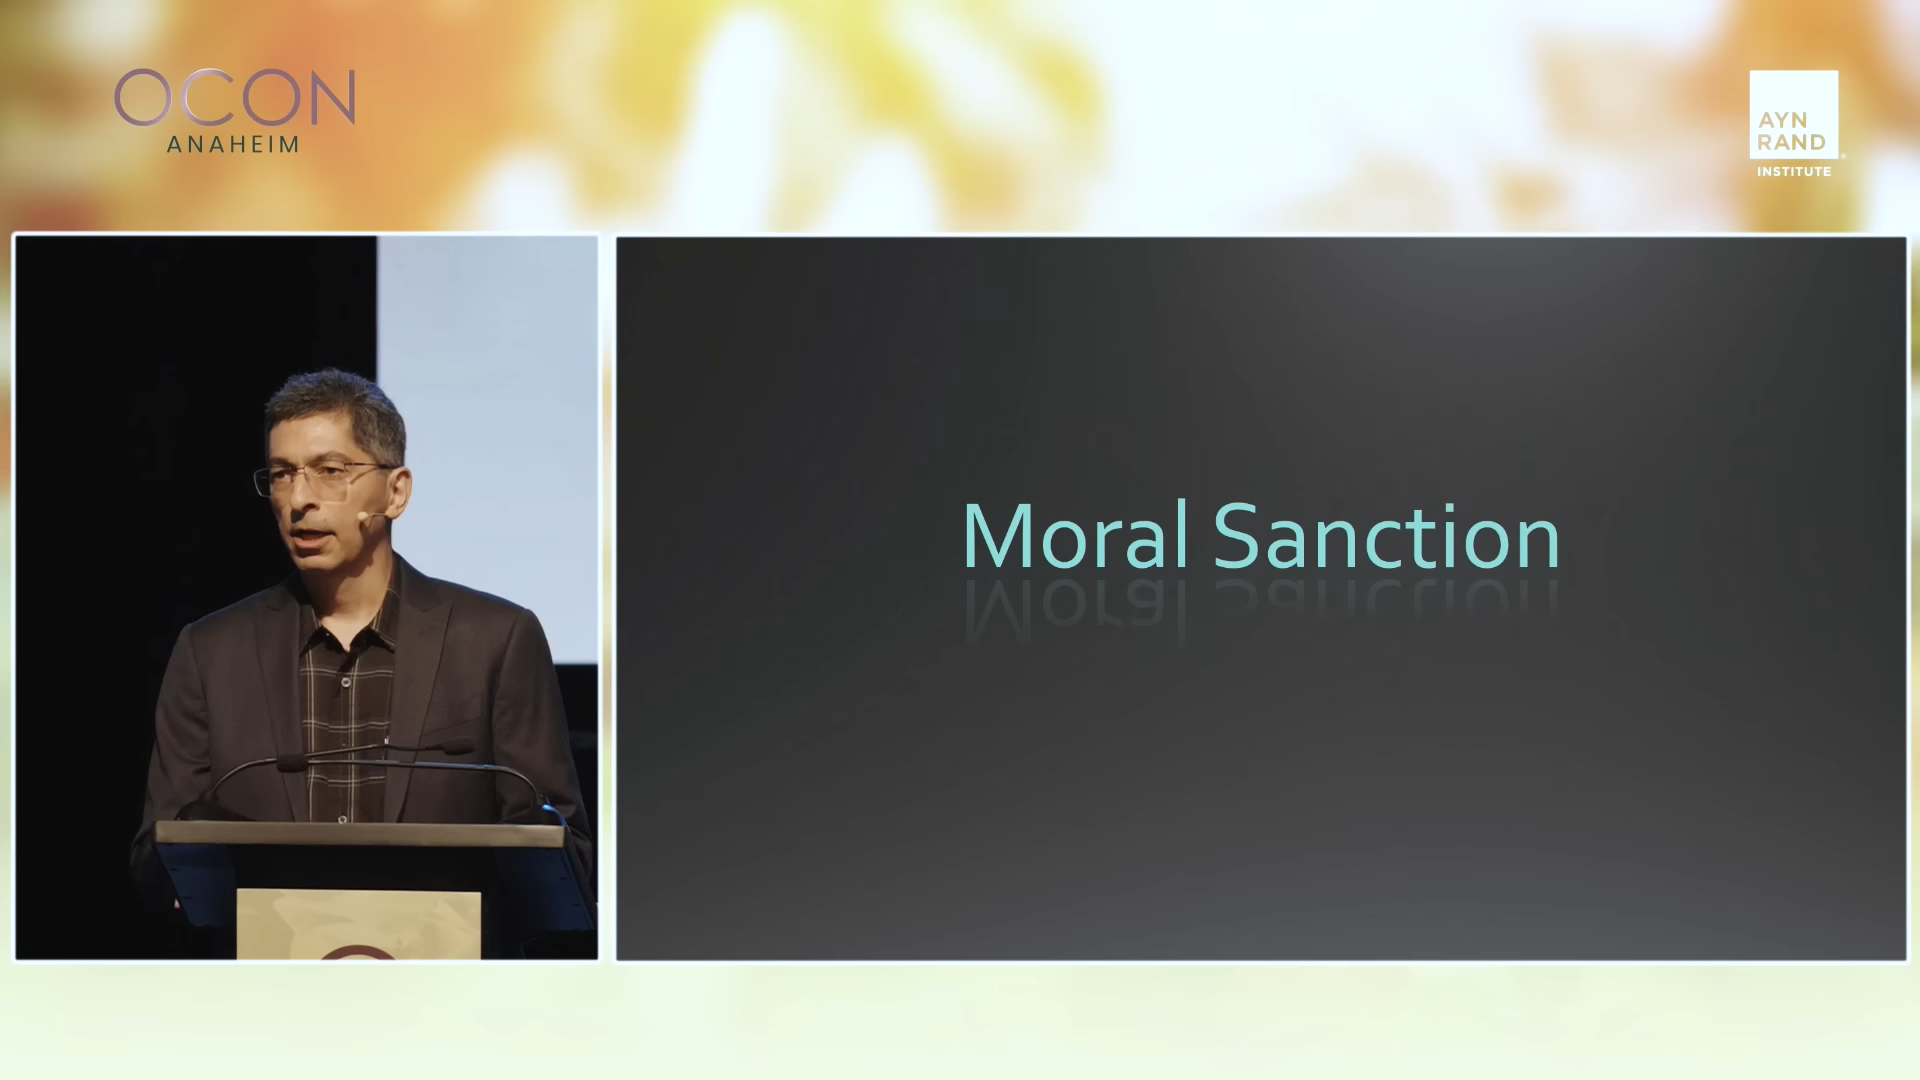 OCON
ANAHEIM
AYN
RAND
INSTITUTE
Moral Sanction